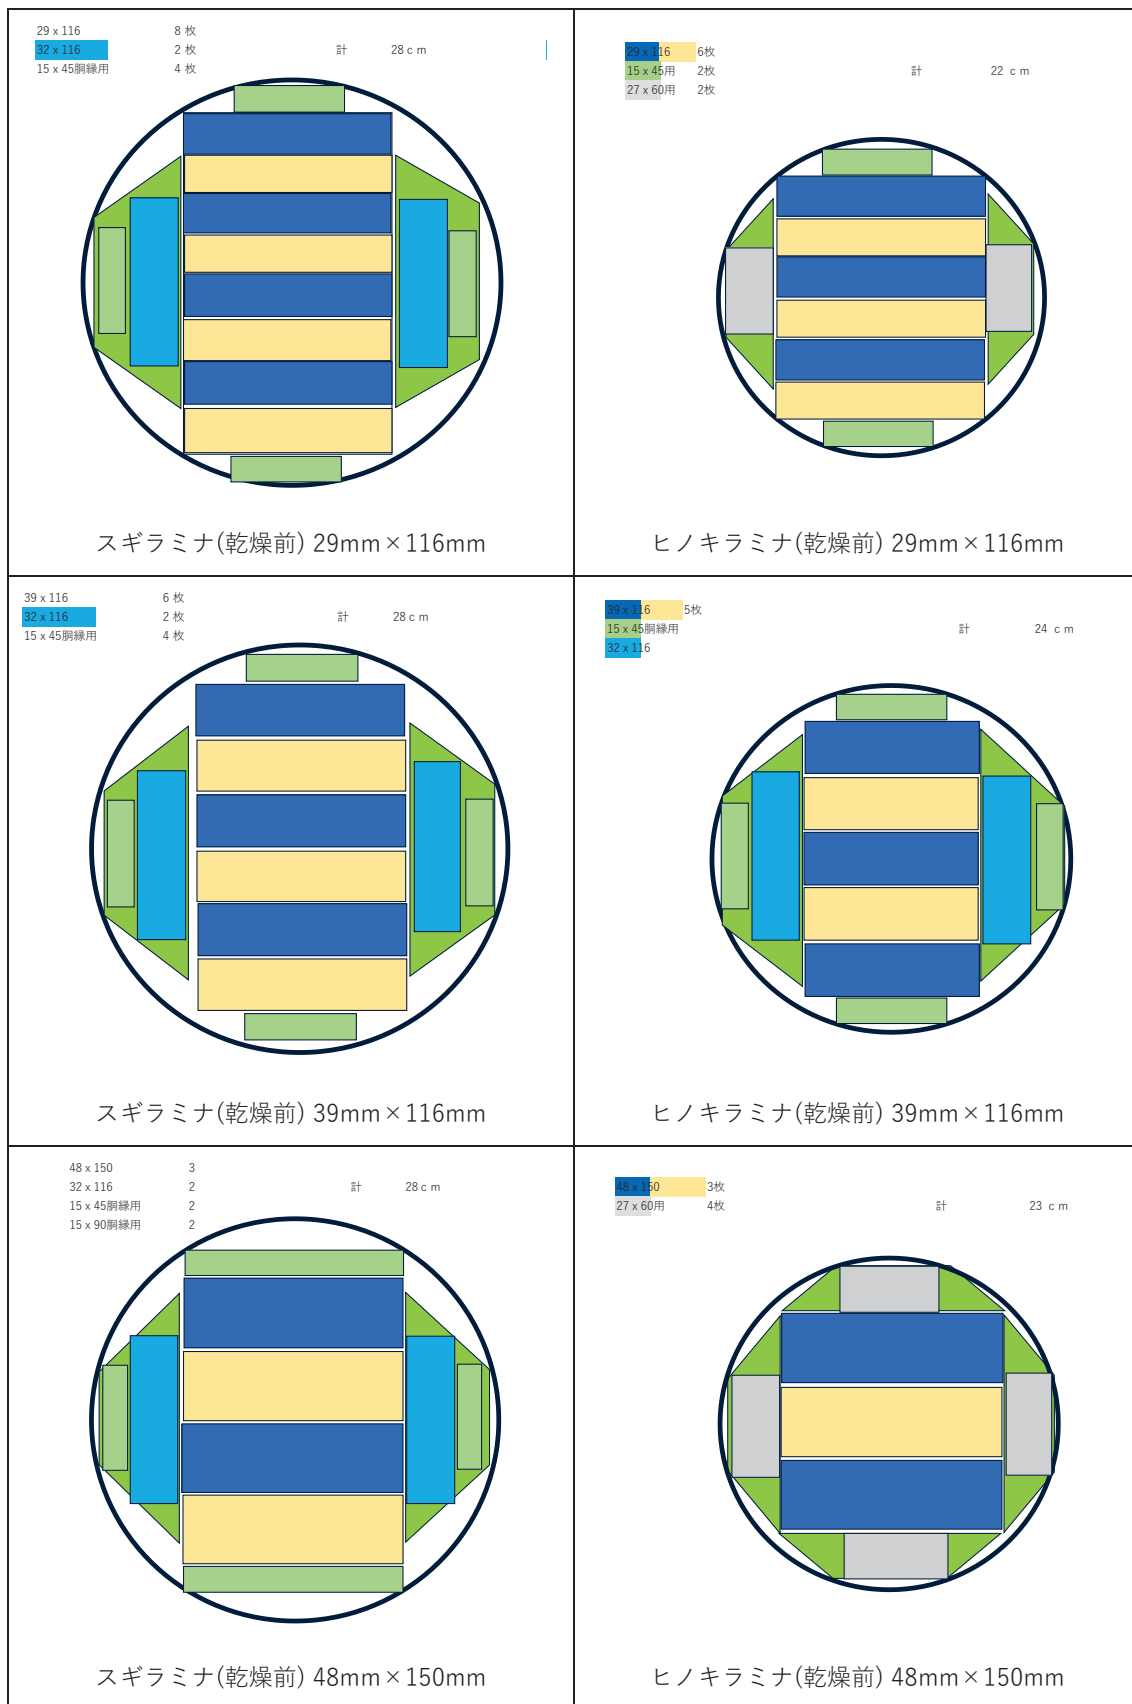 29 x 116 8 枚
32 x 116 2 枚 計 28 c m
15 x 45胴縁用 4 枚
スギラミナ(乾燥前) 29mm×116mm
29 x 116 6枚
15 x 45用 2枚 計 22 c m
27 x 60用 2枚
ヒノキラミナ(乾燥前) 29mm×116mm
39 x 116 6 枚
32 x 116 2 枚 計 28 c m
15 x 45胴縁用 4 枚
スギラミナ(乾燥前) 39mm×116mm
39 x 116 5枚
15 x 45胴縁用 計 24 c m
32 x 116
ヒノキラミナ(乾燥前) 39mm×116mm
48 x 150 3
32 x 116 2 計 28 c m
15 x 45胴縁用 2
15 x 90胴縁用 2
スギラミナ(乾燥前) 48mm×150mm
48 x 150 3枚
27 x 60用 4枚 計 23 c m
ヒノキラミナ(乾燥前) 48mm×150mm